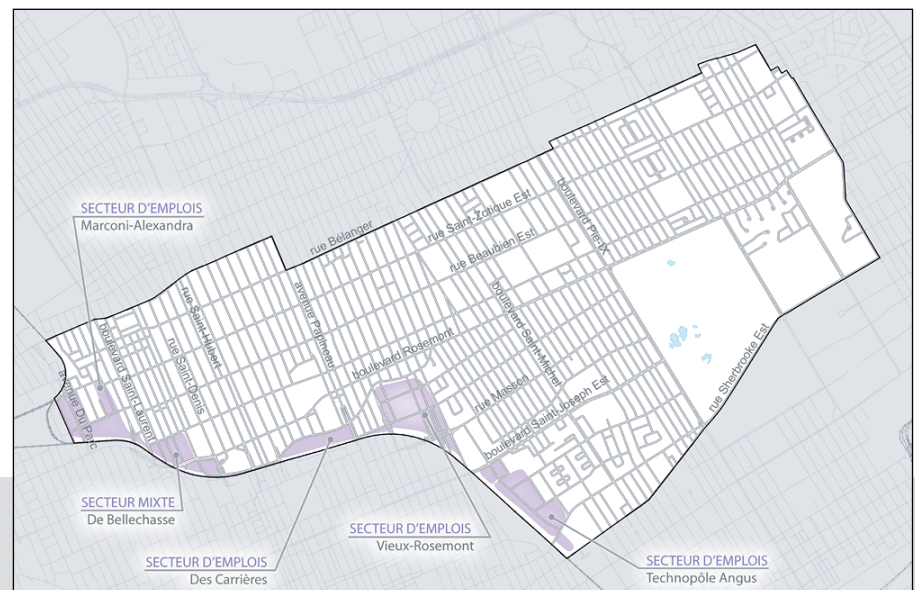 SECTEUR D'EMPLOIS
Marconi-Alexandra
rue Bélanger
rue Saint-Zotique Est
rue Beaubien Est
boulevard Pie-IX
rue Saint-Hubert
avenue Papineau
boulevard Saint-Michel
boulevard Saint-Laurent
rue Saint-Denis
boulevard Rosemont
rue Masson
boulevard Saint-Joseph Est
rue Sherbrooke Est
avenue Du Parc
SECTEUR MIXTE
De Bellechasse
SECTEUR D'EMPLOIS
Des Carrières
SECTEUR D'EMPLOIS
Vieux-Rosemont
SECTEUR D'EMPLOIS
Technopôle Angus